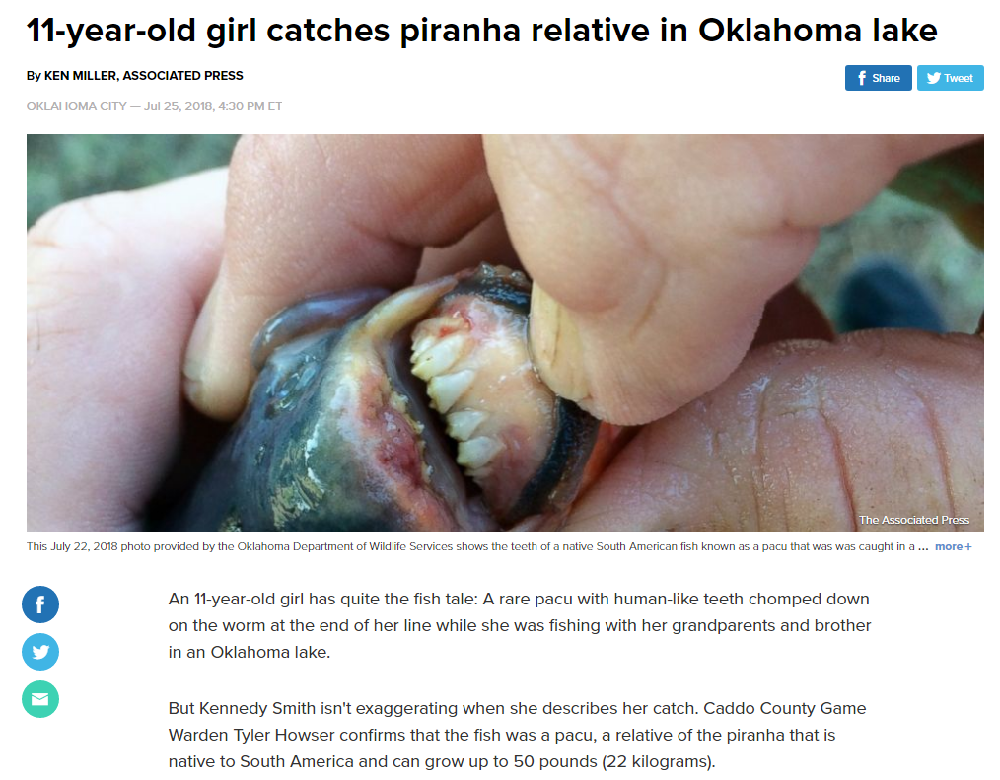 11-year-old girl catches piranha relative in Oklahoma lake
By KEN MILLER, ASSOCIATED PRESS
Share
Tweet
OKLAHOMA CITY — Jul 25, 2018, 4:30 PM ET
The Associated Press
This July 22, 2018 photo provided by the Oklahoma Department of Wildlife Services shows the teeth of a native South American fish known as a pacu that was was caught in a ... more+
An 11-year-old girl has quite the fish tale: A rare pacu with human-like teeth chomped down
on the worm at the end of her line while she was fishing with her grandparents and brother
in an Oklahoma lake.
But Kennedy Smith isn't exaggerating when she describes her catch. Caddo County Game
Warden Tyler Howser confirms that the fish was a pacu, a relative of the piranha that is
native to South America and can grow up to 50 pounds (22 kilograms).